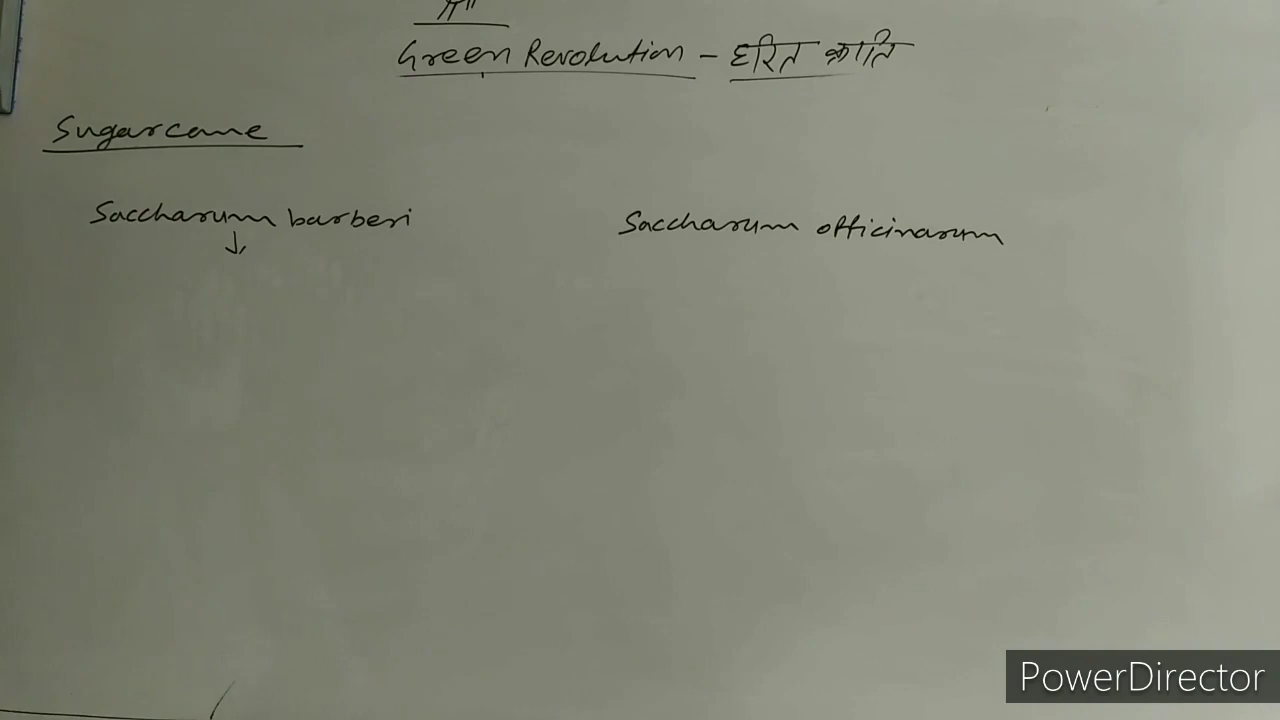 Green Revolution - हरित क्रांति
Sugarcane
Saccharum barberi
Saccharum officinarum
PowerDirector